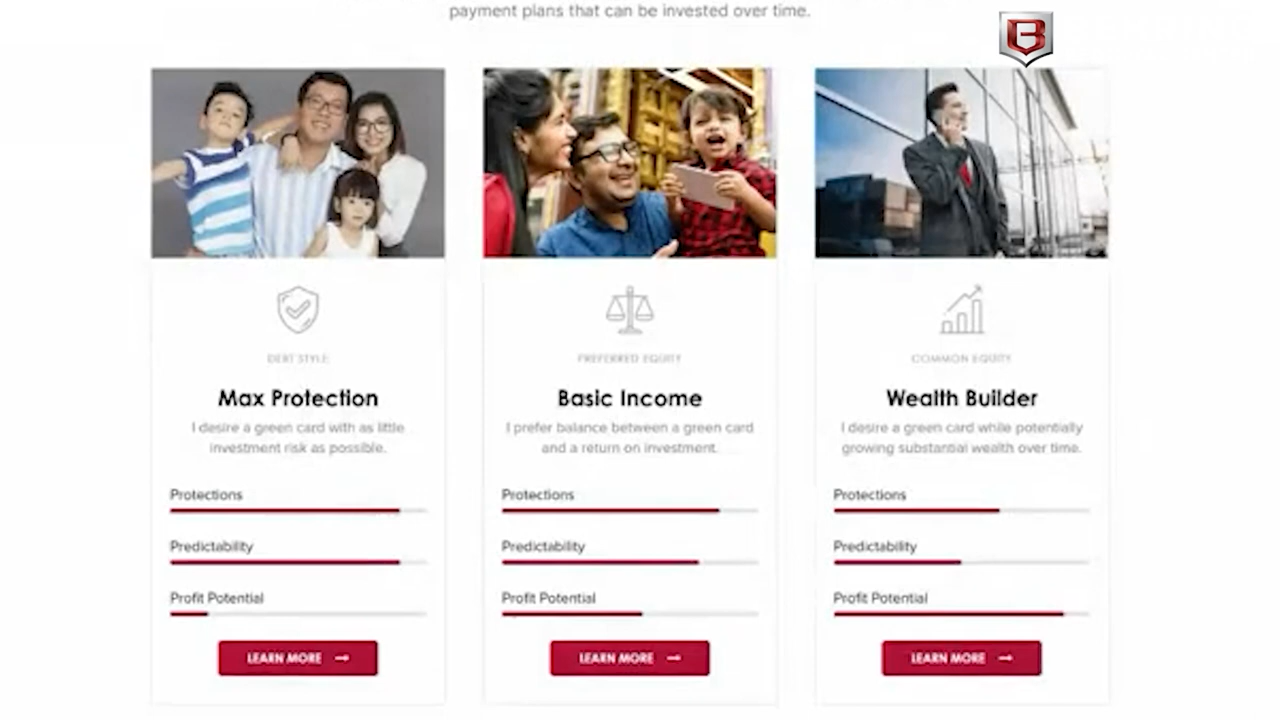 payment plans that can be invested over time.
B
DEBT STYLE
Max Protection
I desire a green card with as little
investment risk as possible.
Protections
Predictability
Profit Potential
LEARN MORE
PREFERRED EQUITY
Basic Income
I prefer balance between a green card
and a return on investment.
Protections
Predictability
Profit Potential
LEARN MORE
COMMON EQUITY
Wealth Builder
I desire a green card while potentially
growing substantial wealth over time.
Protections
Predictability
Profit Potential
LEARN MORE